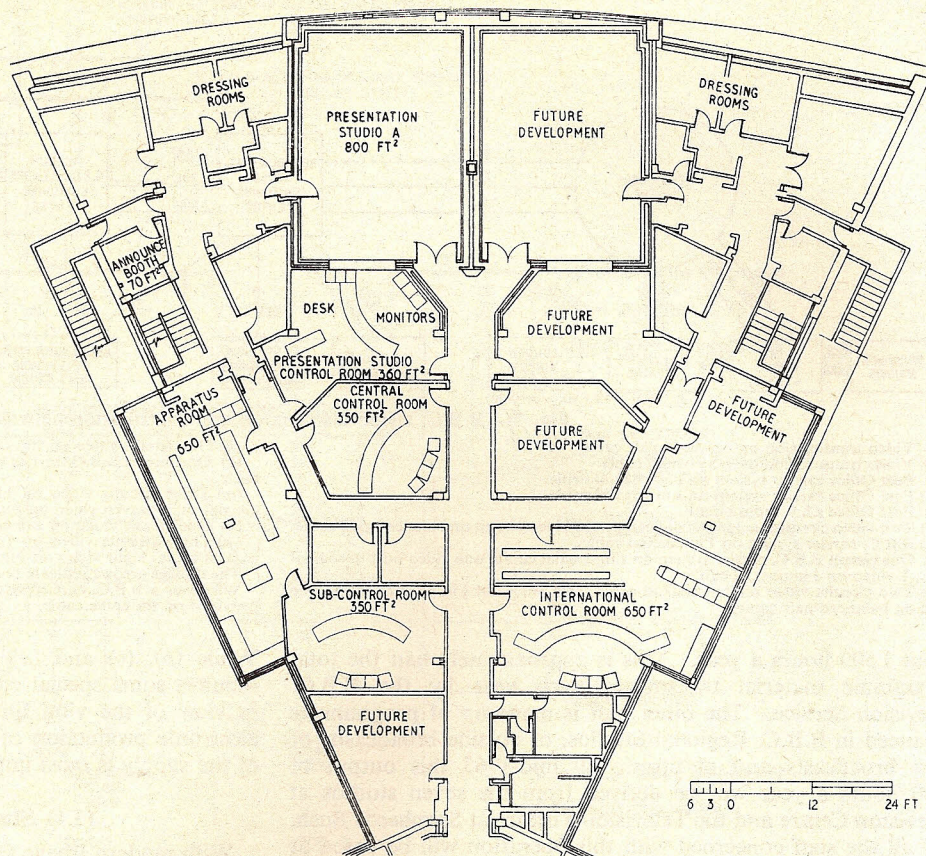 DRESSING
ROOMS
PRESENTATION
STUDIO A
800 FT²
FUTURE
DEVELOPMENT
DRESSING
ROOMS
ANNOUNCE
BOOTH
70 FT²
DESK
MONITORS
PRESENTATION STUDIO
CONTROL ROOM 360 FT²
FUTURE
DEVELOPMENT
APPARATUS
ROOM
650 FT²
CENTRAL
CONTROL ROOM
350 FT²
FUTURE
DEVELOPMENT
FUTURE
DEVELOPMENT
SUB-CONTROL ROOM
350 FT²
INTERNATIONAL
CONTROL ROOM 650 FT²
FUTURE
DEVELOPMENT
6 3 0 12 24 FT